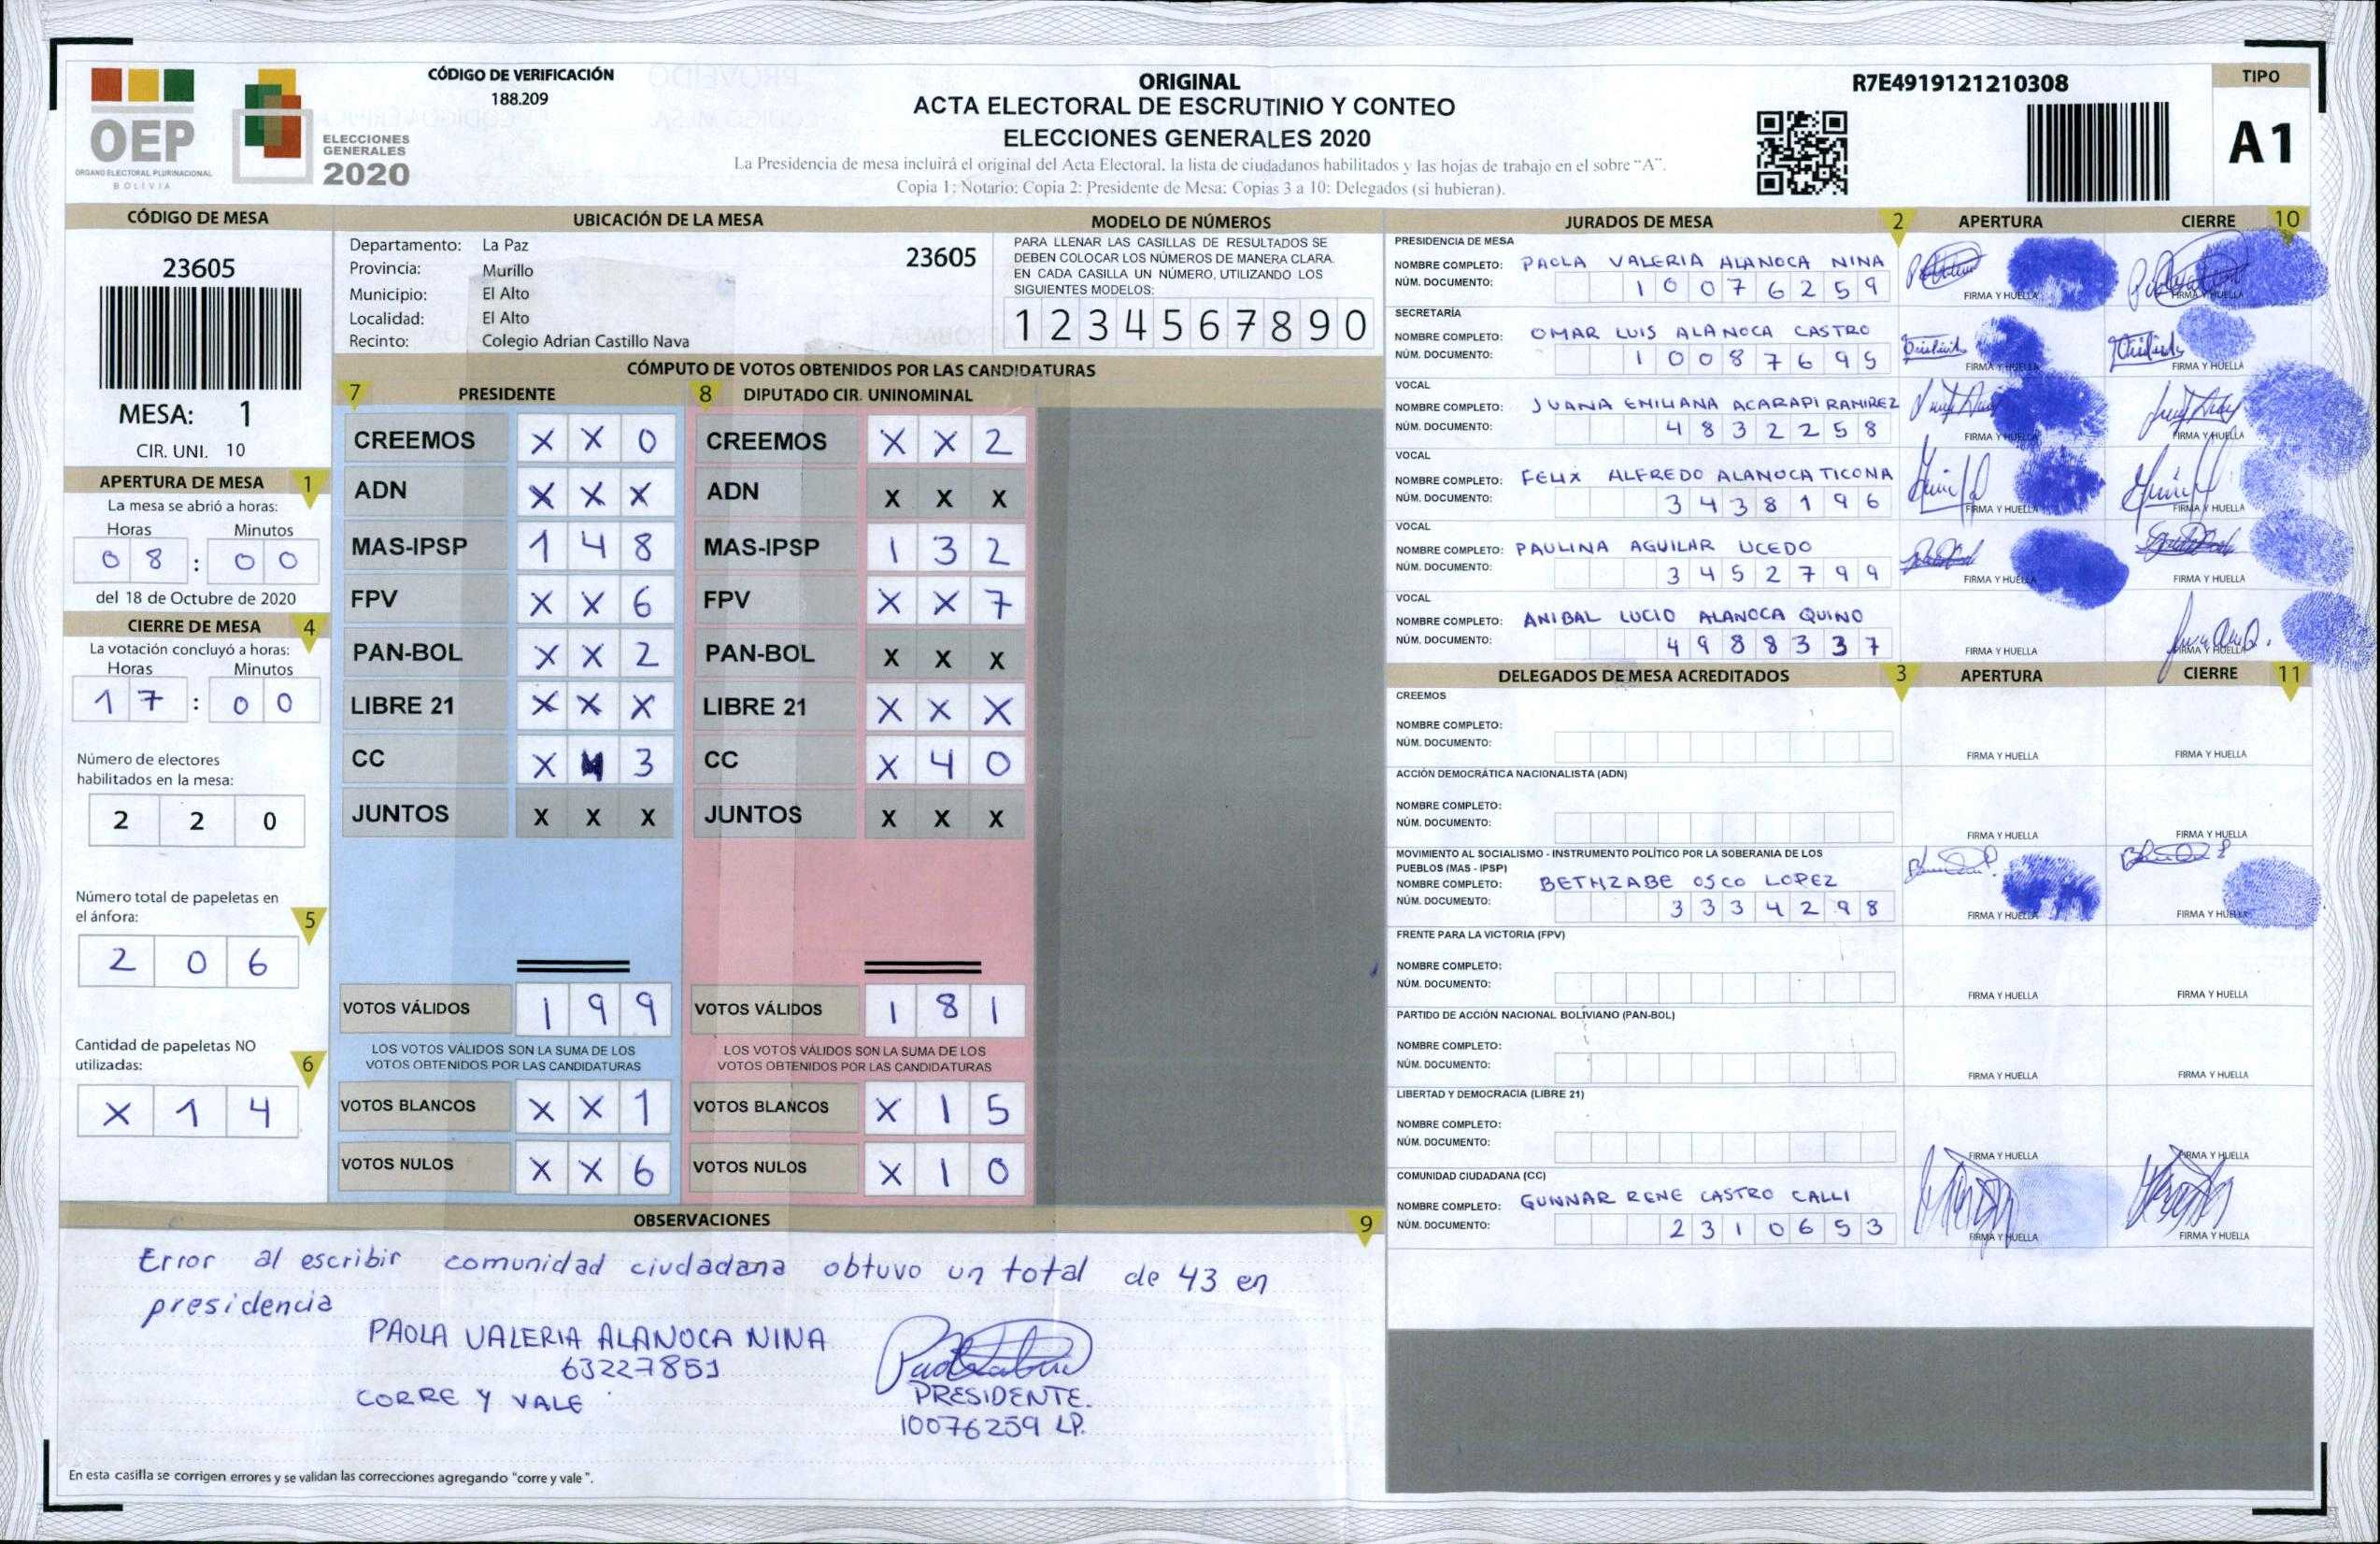 OEP
ÓRGANO ELECTORAL PLURINACIONAL
BOLIVIA
ELECCIONES
GENERALES
2020
CÓDIGO DE VERIFICACIÓN
188.209
ORIGINAL
ACTA ELECTORAL DE ESCRUTINIO Y CONTEO
ELECCIONES GENERALES 2020
La Presidencia de mesa incluirá el original del Acta Electoral, la lista de ciudadanos habilitados y las hojas de trabajo en el sobre "A".
Copia 1: Notario; Copia 2: Presidente de Mesa; Copias 3 a 10: Delegados (si hubieran).
R7E4919121210308
TIPO
A1
CÓDIGO DE MESA
23605
MESA: 1
CIR. UNI. 10
APERTURA DE MESA 1
La mesa se abrió a horas:
Horas Minutos
0 8 : 0 0
del 18 de Octubre de 2020
CIERRE DE MESA 4
La votación concluyó a horas:
Horas Minutos
1 7 : 0 0
Número de electores
habilitados en la mesa:
2 2 0
Número total de papeletas en
el ánfora: 5
2 0 6
Cantidad de papeletas NO
utilizadas: 6
X 1 4
UBICACIÓN DE LA MESA
Departamento: La Paz 23605
Provincia: Murillo
Municipio: El Alto
Localidad: El Alto
Recinto: Colegio Adrian Castillo Nava
MODELO DE NÚMEROS
PARA LLENAR LAS CASILLAS DE RESULTADOS SE
DEBEN COLOCAR LOS NÚMEROS DE MANERA CLARA.
EN CADA CASILLA UN NÚMERO, UTILIZANDO LOS
SIGUIENTES MODELOS:
1 2 3 4 5 6 7 8 9 0
CÓMPUTO DE VOTOS OBTENIDOS POR LAS CANDIDATURAS
7 PRESIDENTE
CREEMOS X X 0
ADN X X X
MAS-IPSP 1 4 8
FPV X X 6
PAN-BOL X X 2
LIBRE 21 X X X
CC X 4 3
JUNTOS X X X
VOTOS VÁLIDOS 1 9 9
LOS VOTOS VÁLIDOS SON LA SUMA DE LOS
VOTOS OBTENIDOS POR LAS CANDIDATURAS
VOTOS BLANCOS X X 1
VOTOS NULOS X X 6
8 DIPUTADO CIR. UNINOMINAL
CREEMOS X X 2
ADN X X X
MAS-IPSP 1 3 2
FPV X X 7
PAN-BOL X X X
LIBRE 21 X X X
CC X 4 0
JUNTOS X X X
VOTOS VÁLIDOS 1 8 1
LOS VOTOS VÁLIDOS SON LA SUMA DE LOS
VOTOS OBTENIDOS POR LAS CANDIDATURAS
VOTOS BLANCOS X 1 5
VOTOS NULOS X 1 0
OBSERVACIONES 9
Error al escribir comunidad ciudadana obtuvo un total de 43 en
presidencia
PAOLA VALERIA ALANOCA NINA
63227851
CORRE Y VALE
PRESIDENTE.
10076259 LP.
En esta casilla se corrigen errores y se validan las correcciones agregando "corre y vale".
JURADOS DE MESA 2 APERTURA CIERRE 10
PRESIDENCIA DE MESA
NOMBRE COMPLETO: PAOLA VALERIA ALANOCA NINA
NÚM. DOCUMENTO: 1 0 0 7 6 2 5 9
FIRMA Y HUELLA FIRMA Y HUELLA
SECRETARÍA
NOMBRE COMPLETO: OMAR LUIS ALANOCA CASTRO
NÚM. DOCUMENTO: 1 0 0 8 7 6 9 5
FIRMA Y HUELLA FIRMA Y HUELLA
VOCAL
NOMBRE COMPLETO: JUANA EMILIANA ACARAPI RAMIREZ
NÚM. DOCUMENTO: 4 8 3 2 2 5 8
FIRMA Y HUELLA FIRMA Y HUELLA
VOCAL
NOMBRE COMPLETO: FELIX ALFREDO ALANOCA TICONA
NÚM. DOCUMENTO: 3 4 3 8 1 9 6
FIRMA Y HUELLA FIRMA Y HUELLA
VOCAL
NOMBRE COMPLETO: PAULINA AGUILAR UCEDO
NÚM. DOCUMENTO: 3 4 5 2 7 9 9
FIRMA Y HUELLA FIRMA Y HUELLA
VOCAL
NOMBRE COMPLETO: ANIBAL LUCIO ALANOCA QUINO
NÚM. DOCUMENTO: 4 9 8 8 3 3 7
FIRMA Y HUELLA FIRMA Y HUELLA
DELEGADOS DE MESA ACREDITADOS 3 APERTURA CIERRE 11
CREEMOS
NOMBRE COMPLETO:
NÚM. DOCUMENTO:
FIRMA Y HUELLA FIRMA Y HUELLA
ACCIÓN DEMOCRÁTICA NACIONALISTA (ADN)
NOMBRE COMPLETO:
NÚM. DOCUMENTO:
FIRMA Y HUELLA FIRMA Y HUELLA
MOVIMIENTO AL SOCIALISMO - INSTRUMENTO POLÍTICO POR LA SOBERANIA DE LOS
PUEBLOS (MAS - IPSP)
NOMBRE COMPLETO: BETHZABE OSCO LOPEZ
NÚM. DOCUMENTO: 3 3 3 4 2 9 8
FIRMA Y HUELLA FIRMA Y HUELLA
FRENTE PARA LA VICTORIA (FPV)
NOMBRE COMPLETO:
NÚM. DOCUMENTO:
FIRMA Y HUELLA FIRMA Y HUELLA
PARTIDO DE ACCIÓN NACIONAL BOLIVIANO (PAN-BOL)
NOMBRE COMPLETO:
NÚM. DOCUMENTO:
FIRMA Y HUELLA FIRMA Y HUELLA
LIBERTAD Y DEMOCRACIA (LIBRE 21)
NOMBRE COMPLETO:
NÚM. DOCUMENTO:
FIRMA Y HUELLA FIRMA Y HUELLA
COMUNIDAD CIUDADANA (CC)
NOMBRE COMPLETO: GUNNAR RENE CASTRO CALLI
NÚM. DOCUMENTO: 2 3 1 0 6 5 3
FIRMA Y HUELLA FIRMA Y HUELLA